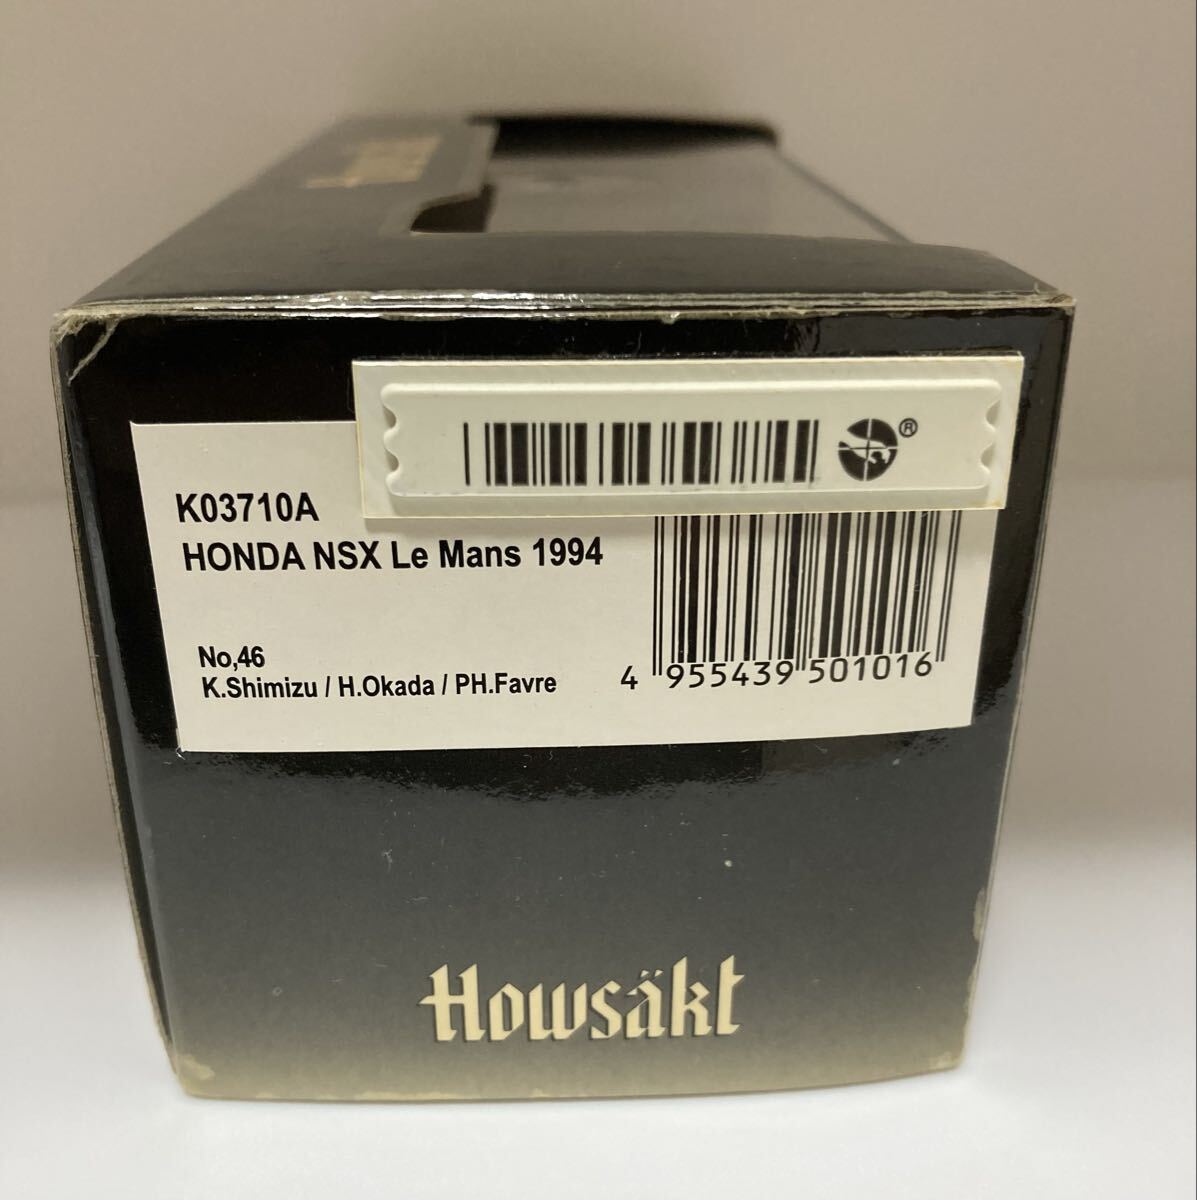 ®
K03710A
HONDA NSX Le Mans 1994
No,46
K.Shimizu / H.Okada / PH.Favre
4 955439 501016
Howsäkt